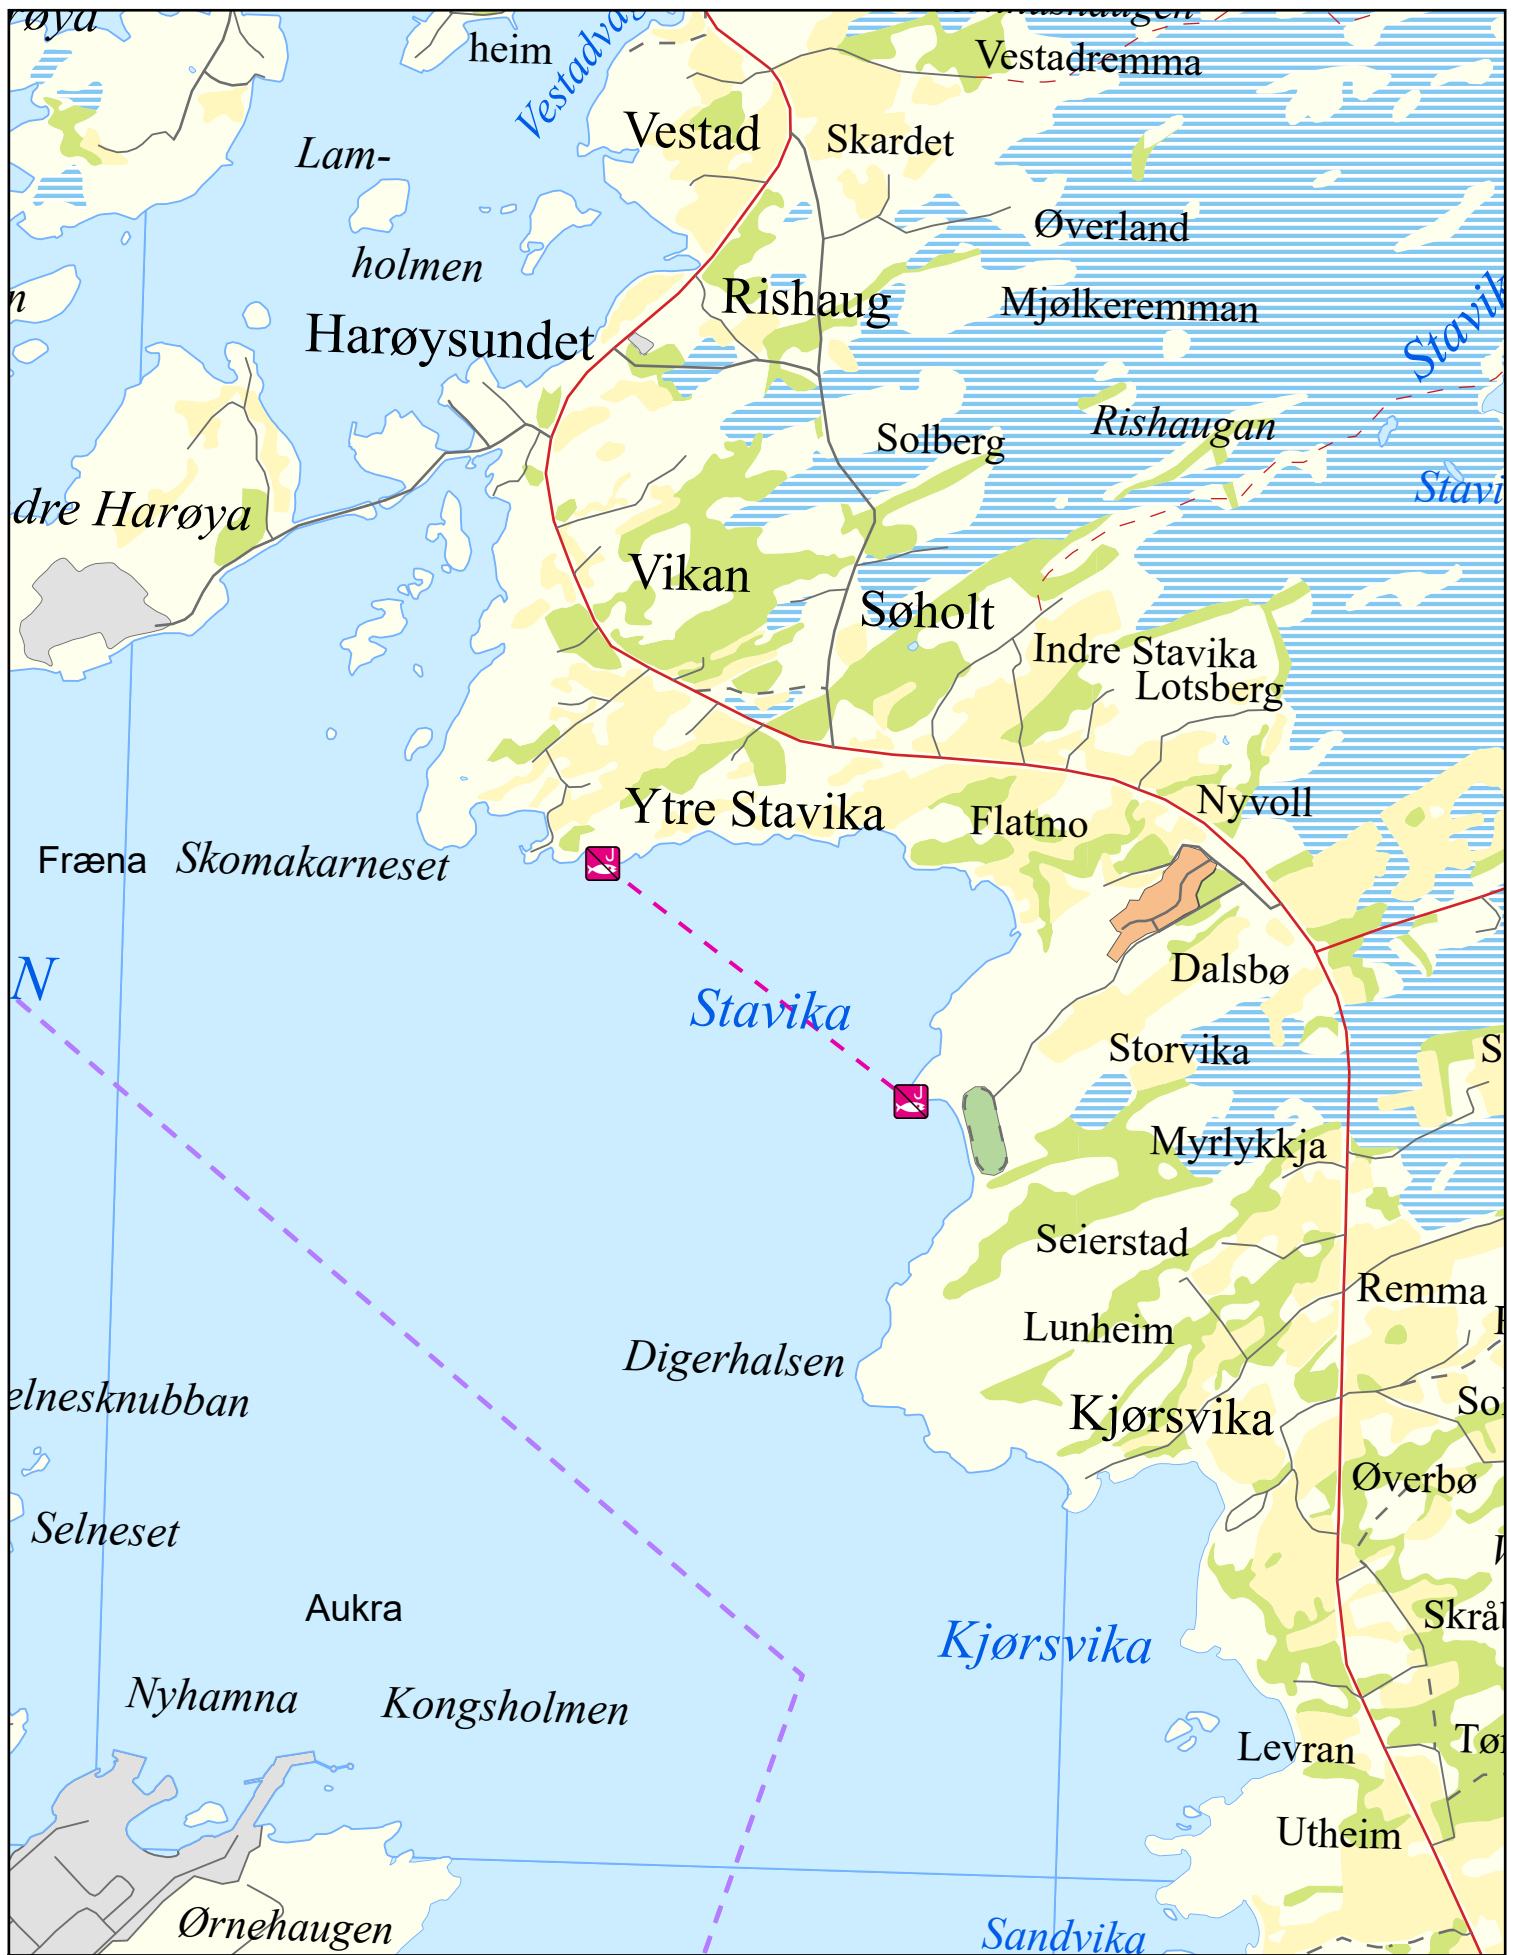 heim
Vestadremma
Vestad
Skardet
Lam-
holmen
Øverland
Rishaug
Mjølkeremman
Harøysundet
Solberg
Rishaugan
dre Harøya
Vikan
Søholt
Indre Stavika
Lotsberg
Ytre Stavika
Flatmo
Nyvoll
Fræna
Skomakarneset
N
Stavika
Dalsbø
Storvika
Myrlykkja
Seierstad
Remma
Lunheim
Digerhalsen
elnesknubban
Kjørsvika
Øverbø
Selneset
Aukra
Kjørsvika
Nyhamna
Kongsholmen
Levran
Utheim
Ørnehaugen
Sandvika
J
J